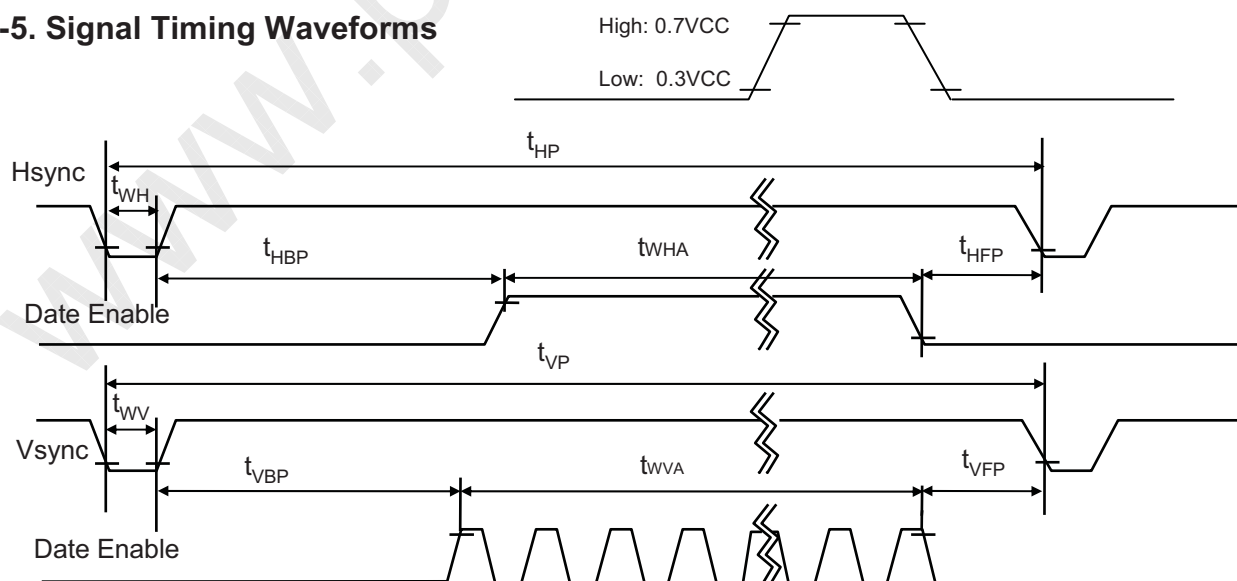 -5. Signal Timing Waveforms
High: 0.7VCC
Low: 0.3VCC
tHP
Hsync
tWH
tHBP
tWHA
tHFP
Date Enable
tVP
tWV
Vsync
tVBP
tWVA
tVFP
Date Enable
www.p